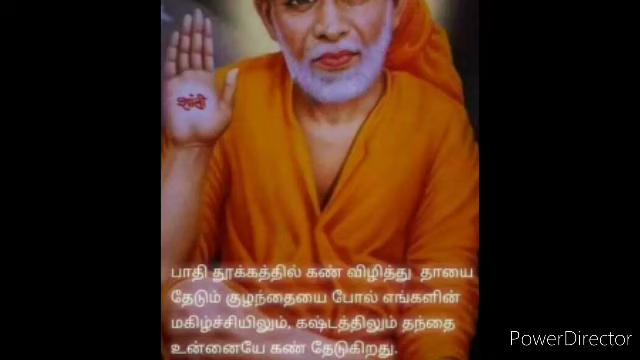 பாதி தூக்கத்தில் கண் விழித்து தாயை
தேடும் குழந்தையை போல் எங்களின்
மகிழ்ச்சியிலும், கஷ்டத்திலும் தந்தை
உன்னையே கண் தேடுகிறது.
PowerDirector